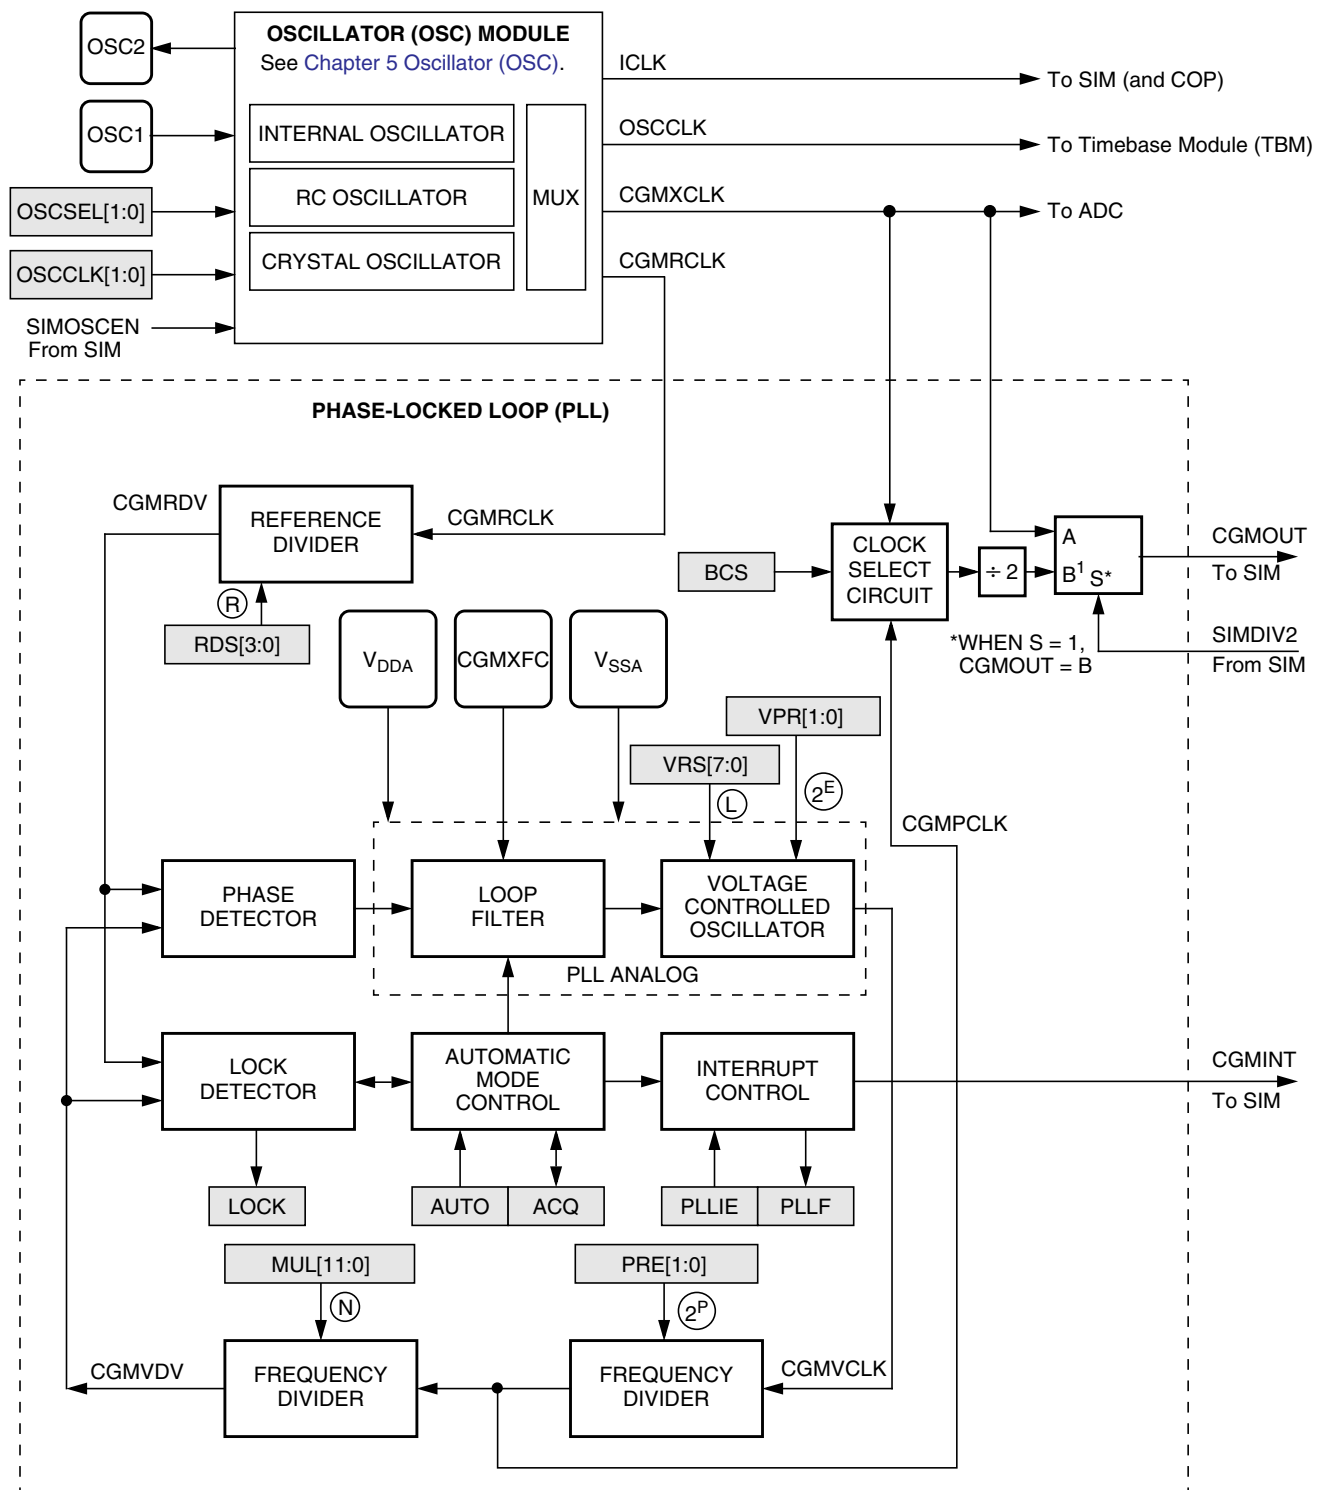 OSC2
OSCILLATOR (OSC) MODULE
See Chapter 5 Oscillator (OSC).
ICLK
To SIM (and COP)
OSC1
INTERNAL OSCILLATOR
OSCCLK
To Timebase Module (TBM)
OSCSEL[1:0]
RC OSCILLATOR
MUX
CGMXCLK
To ADC
OSCCLK[1:0]
CRYSTAL OSCILLATOR
CGMRCLK
SIMOSCEN
From SIM
PHASE-LOCKED LOOP (PLL)
CGMRDV
REFERENCE
DIVIDER
CGMRCLK
R
RDS[3:0]
BCS
CLOCK
SELECT
CIRCUIT
÷ 2
A
B1 S*
CGMOUT
To SIM
*WHEN S = 1,
CGMOUT = B
SIMDIV2
From SIM
VDDA
CGMXFC
VSSA
VPR[1:0]
VRS[7:0]
L
2E
CGMPCLK
PHASE
DETECTOR
LOOP
FILTER
VOLTAGE
CONTROLLED
OSCILLATOR
PLL ANALOG
LOCK
DETECTOR
AUTOMATIC
MODE
CONTROL
INTERRUPT
CONTROL
CGMINT
To SIM
LOCK
AUTO
ACQ
PLLIE
PLLF
MUL[11:0]
PRE[1:0]
N
2P
CGMVDV
FREQUENCY
DIVIDER
FREQUENCY
DIVIDER
CGMVCLK